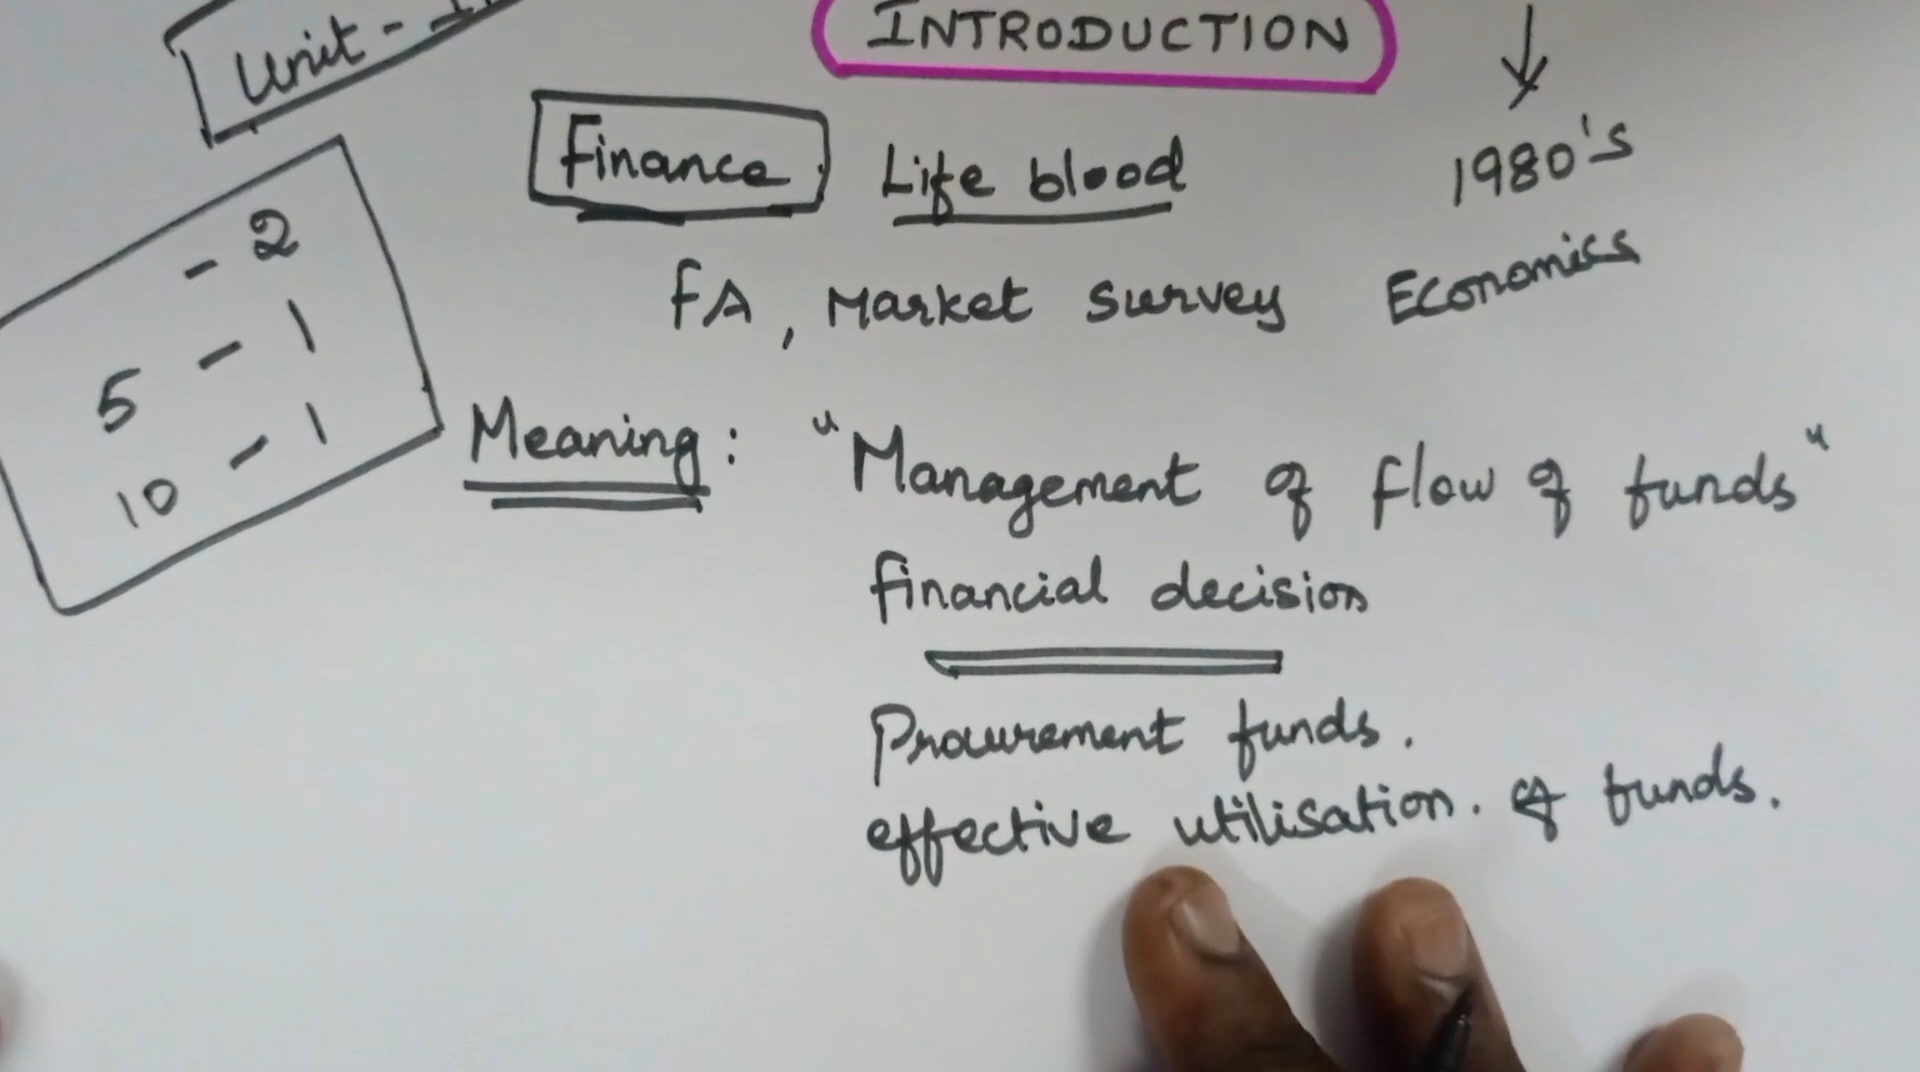 Unit -
INTRODUCTION
Finance Life blood
1980's
FA, Market survey Economics
- 2
5 - 1
10 - 1
Meaning: "Management of flow of funds"
financial decision
Procurement funds.
effective utilisation. of funds.